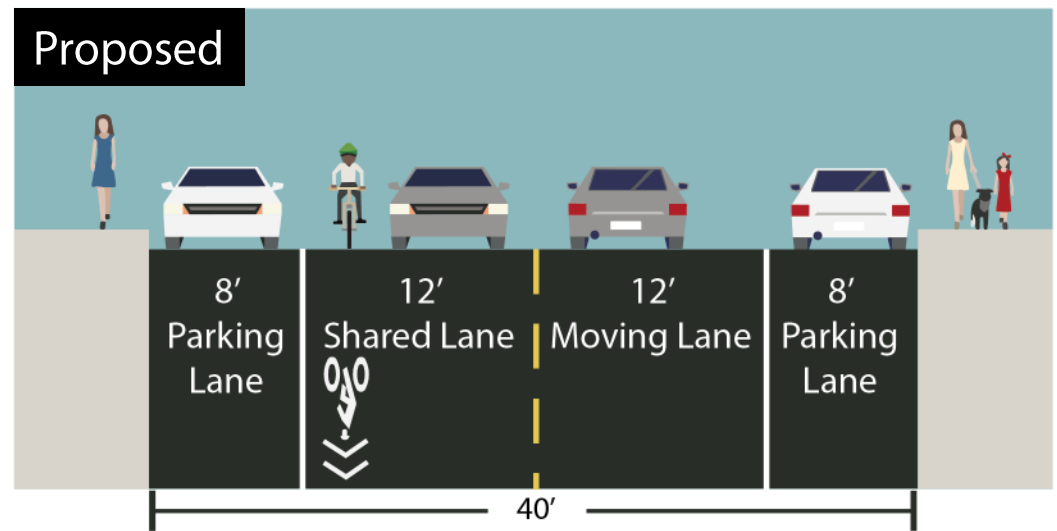 Proposed
8’
Parking
Lane
12’
Shared Lane
12’
Moving Lane
8’
Parking
Lane
40’